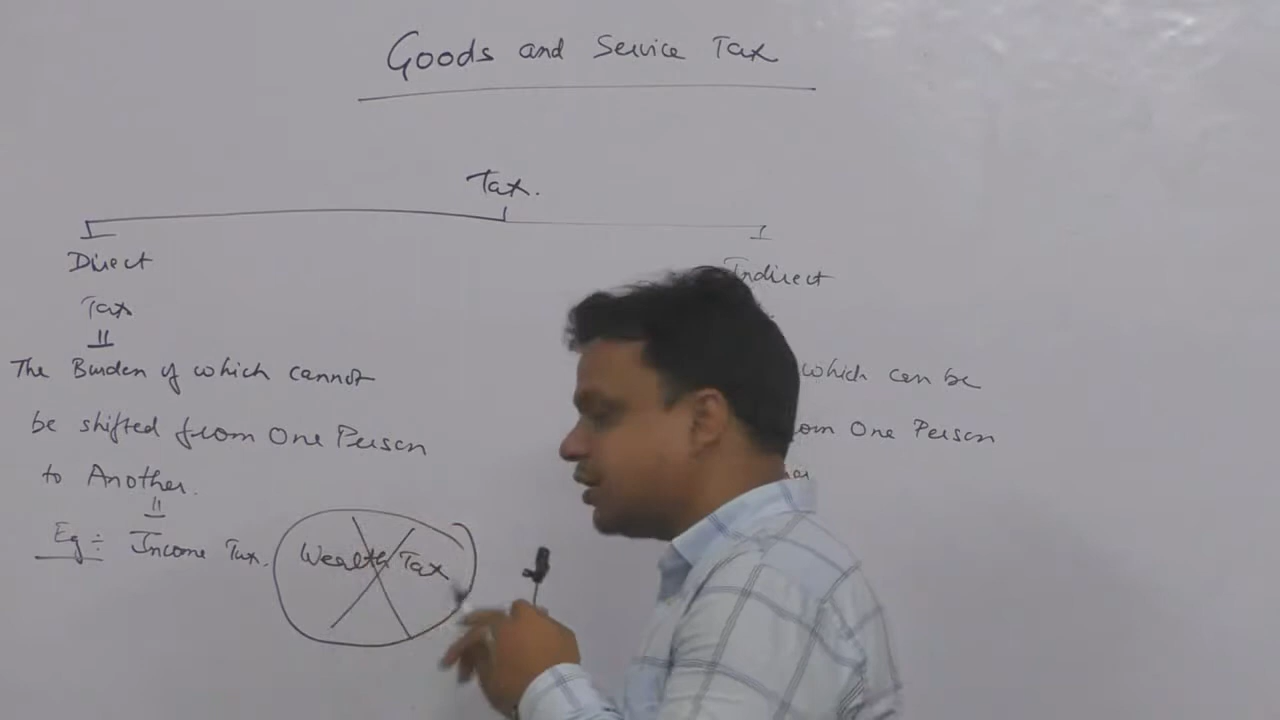 Goods and Service Tax
Tax.
Direct
Tax
The Burden of which cannot
be shifted from One Person
to Another.
Eg ÷ Income Tax. Wealth Tax
Indirect
which can be
One Person